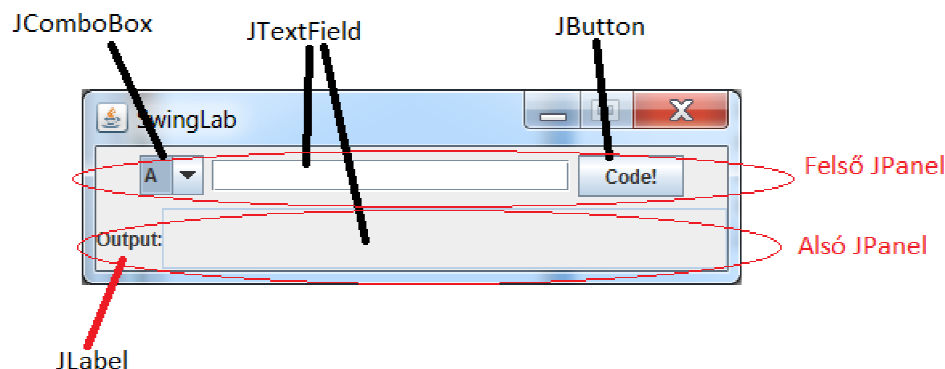 JComboBox
JTextField
JButton
SwingLab
A
Code!
Felső JPanel
Output:
Alsó JPanel
JLabel